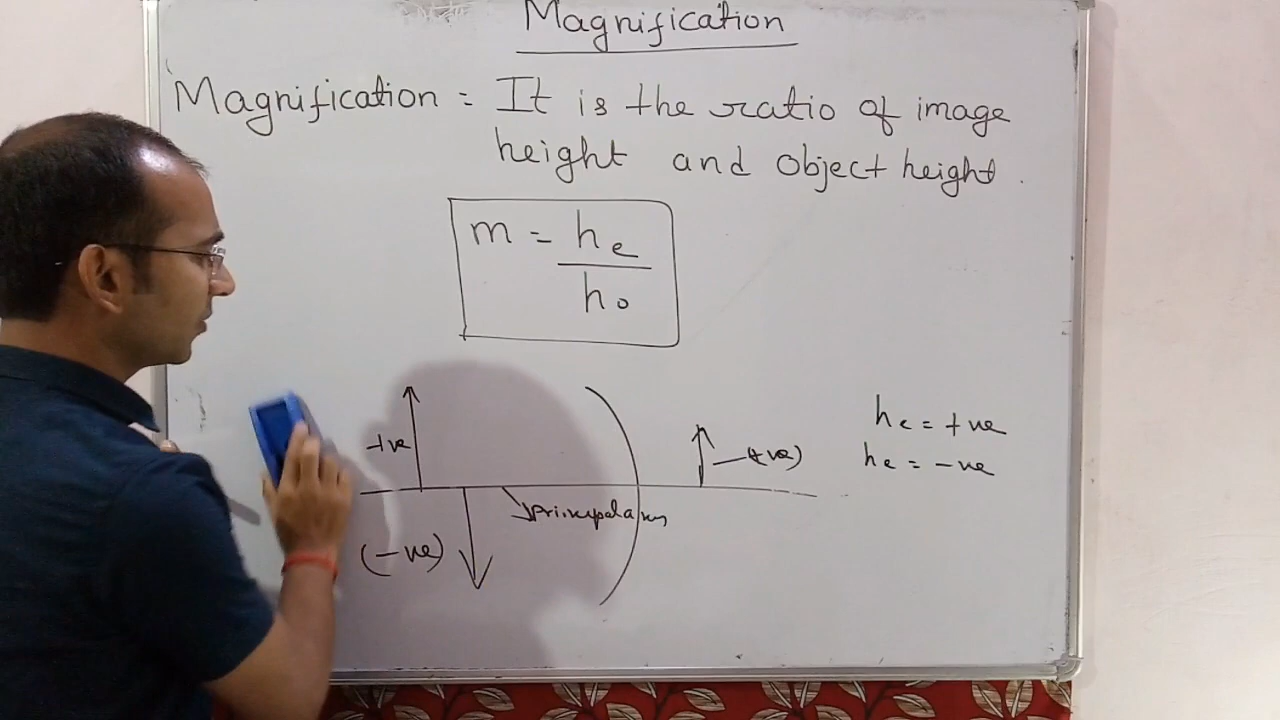 Magnification
Magnification = It is the ratio of image
height and object height.
m = he
ho
+ve
(+ve)
he = +ve
he = -ve
(-ve)